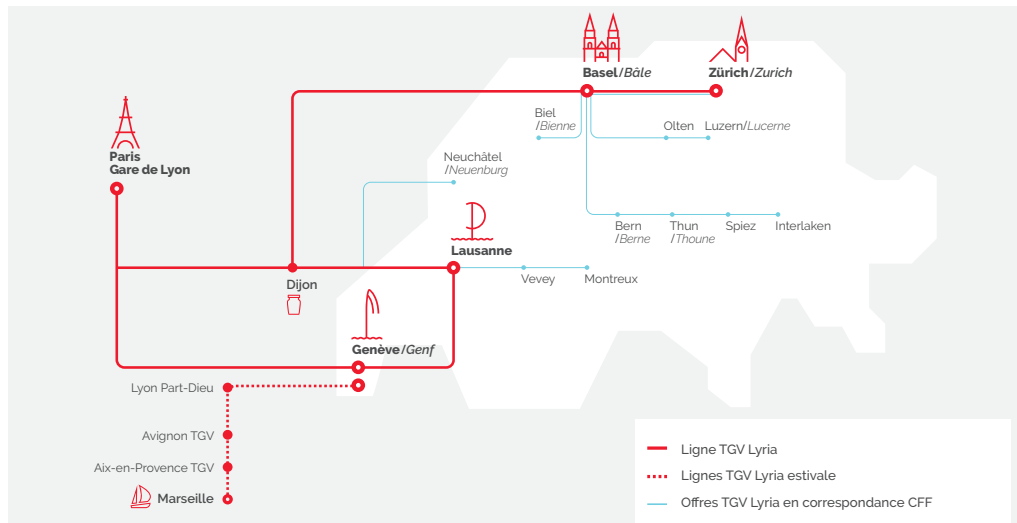 Basel/Bâle
Zürich/Zurich
Biel
/Bienne
Olten
Luzern/Lucerne
Paris
Gare de Lyon
Neuchâtel
/Neuenburg
Bern
/Berne
Thun
/Thoune
Spiez
Interlaken
Lausanne
Vevey
Montreux
Dijon
Genève/Genf
Lyon Part-Dieu
Avignon TGV
Aix-en-Provence TGV
Marseille
Ligne TGV Lyria
Lignes TGV Lyria estivale
Offres TGV Lyria en correspondance CFF